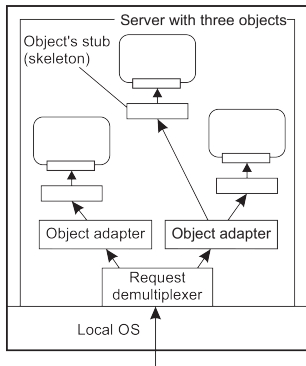 Server with three objects
Object's stub
(skeleton)
Object adapter
Object adapter
Request
demultiplexer
Local OS